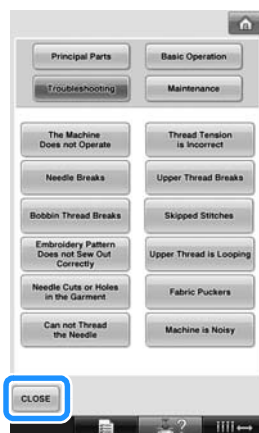 Principal Parts
Basic Operation
Troubleshooting
Maintenance
The Machine
Does not Operate
Thread Tension
is Incorrect
Needle Breaks
Upper Thread Breaks
Bobbin Thread Breaks
Skipped Stitches
Embroidery Pattern
Does not Sew Out
Correctly
Upper Thread is Looping
Needle Cuts or Holes
in the Garment
Fabric Puckers
Can not Thread
the Needle
Machine is Noisy
CLOSE
?